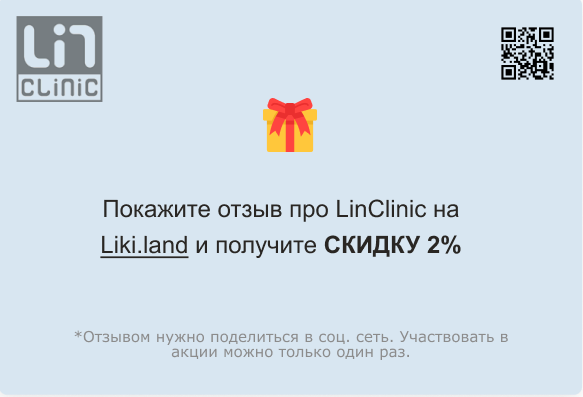 Lin
CLINIC
Покажите отзыв про LinClinic на
Liki.land и получите СКИДКУ 2%
*Отзывом нужно поделиться в соц. сеть. Участвовать в
акции можно только один раз.